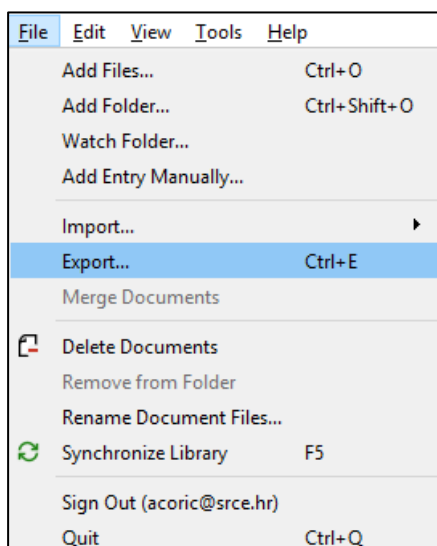 File Edit View Tools Help
Add Files... Ctrl+O
Add Folder... Ctrl+Shift+O
Watch Folder...
Add Entry Manually...
Import...
Export... Ctrl+E
Merge Documents
Delete Documents
Remove from Folder
Rename Document Files...
Synchronize Library F5
Sign Out (acoric@srce.hr)
Quit Ctrl+Q